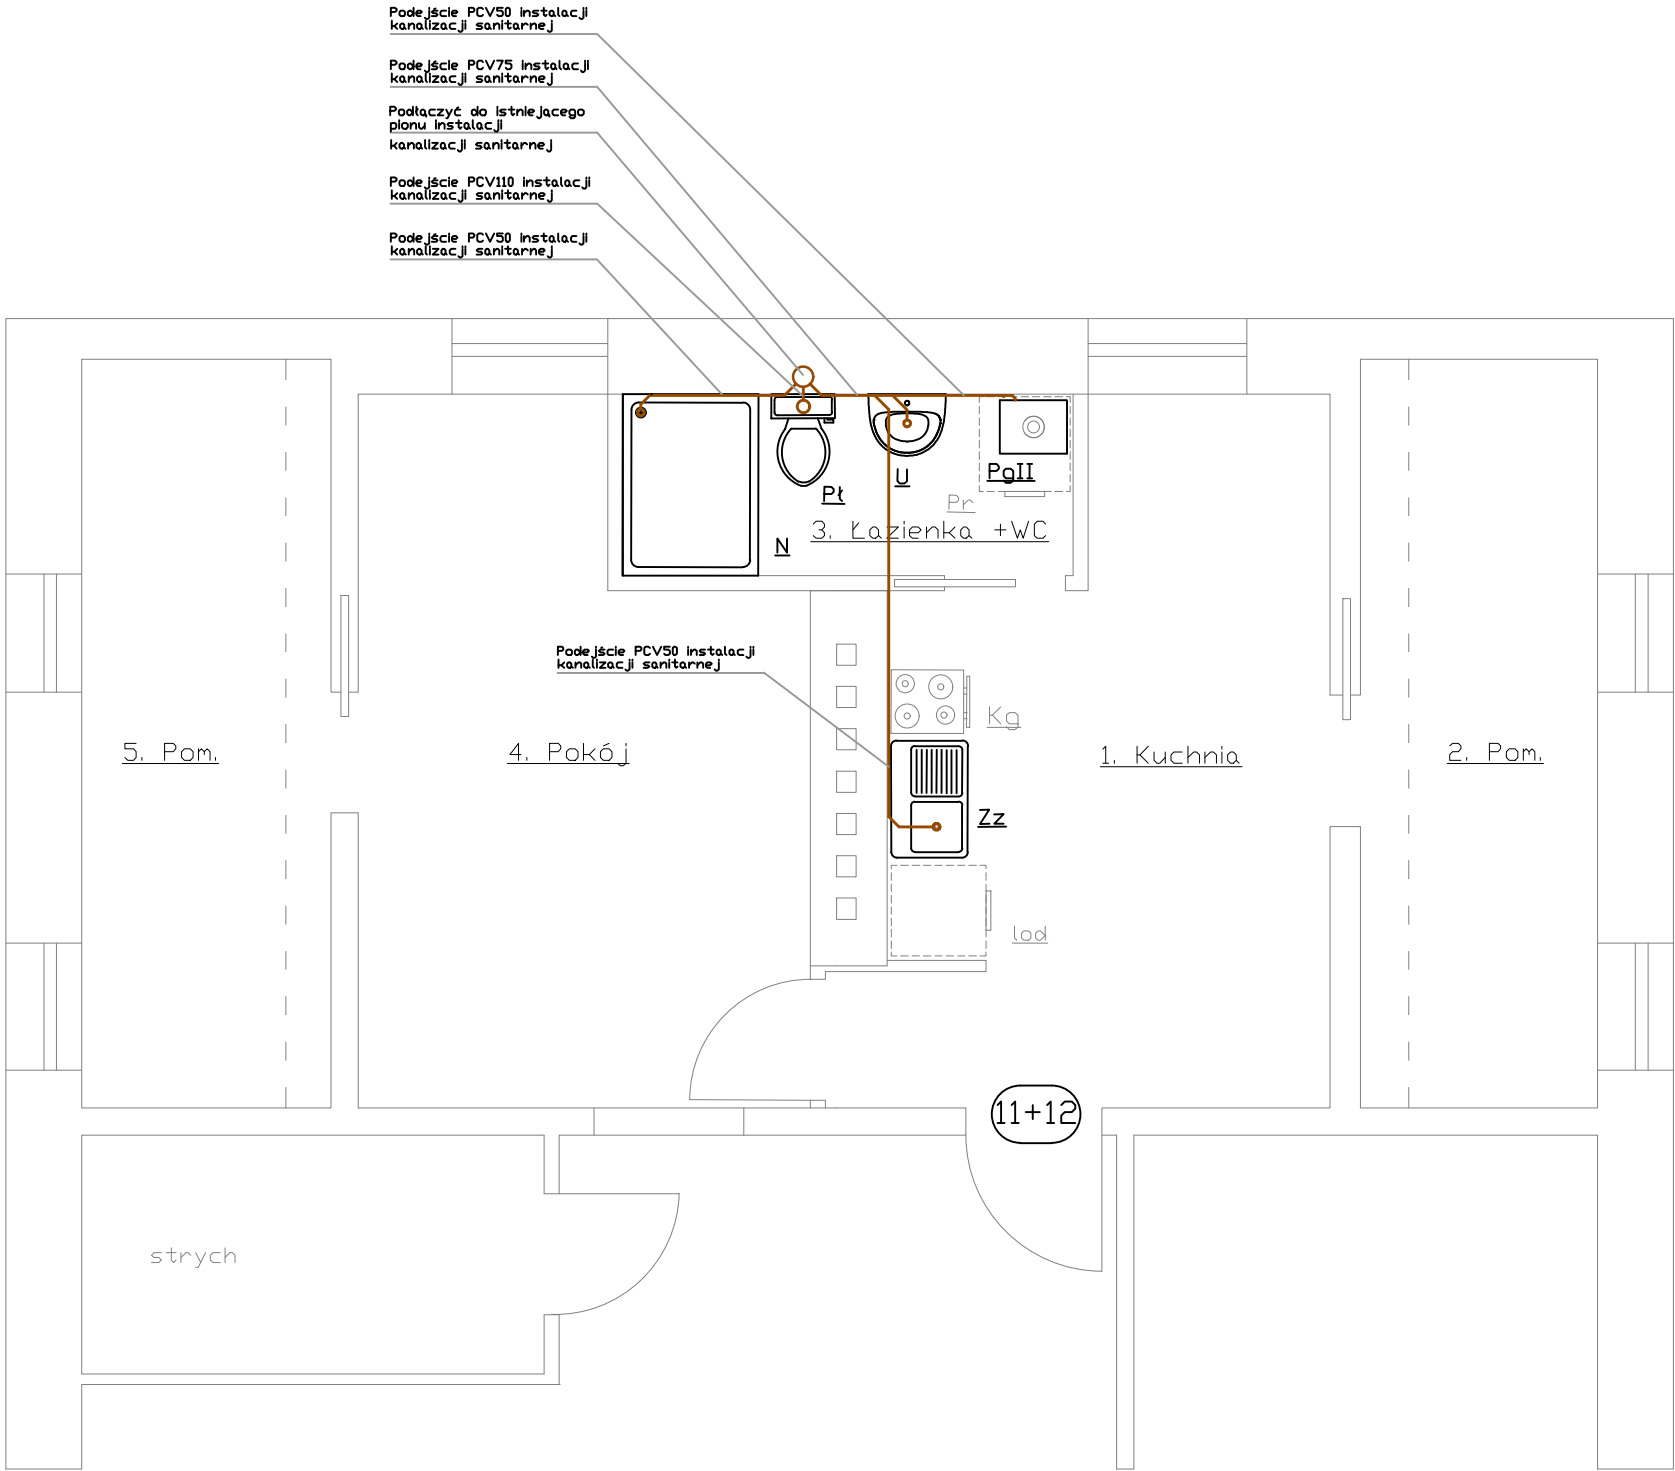 Podejście PCV50 instalacji
kanalizacji sanitarnej
Podejście PCV75 instalacji
kanalizacji sanitarnej
Podłączyć do istniejącego
pionu instalacji
kanalizacji sanitarnej
Podejście PCV110 instalacji
kanalizacji sanitarnej
Podejście PCV50 instalacji
kanalizacji sanitarnej
U
PgII
Pł
Pr
3. Łazienka +WC
N
Podejście PCV50 instalacji
kanalizacji sanitarnej
Kg
5. Pom.
4. Pokój
1. Kuchnia
2. Pom.
Zz
lod
11+12
strych